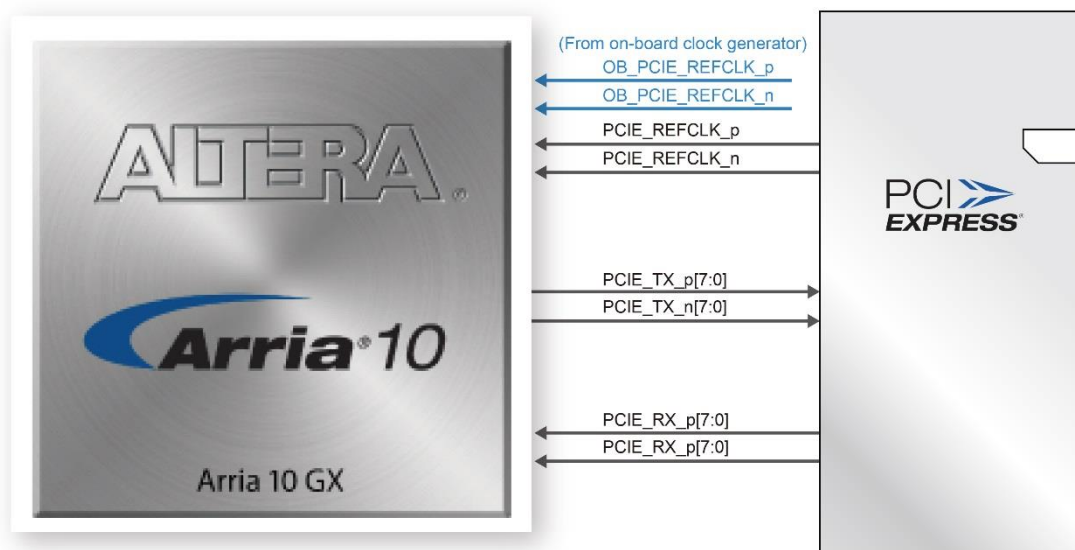 ALTERA®
Arria® 10
Arria 10 GX
(From on-board clock generator)
OB_PCIE_REFCLK_p
OB_PCIE_REFCLK_n
PCIE_REFCLK_p
PCIE_REFCLK_n
PCIE_TX_p[7:0]
PCIE_TX_n[7:0]
PCIE_RX_p[7:0]
PCIE_RX_p[7:0]
PCI
EXPRESS®